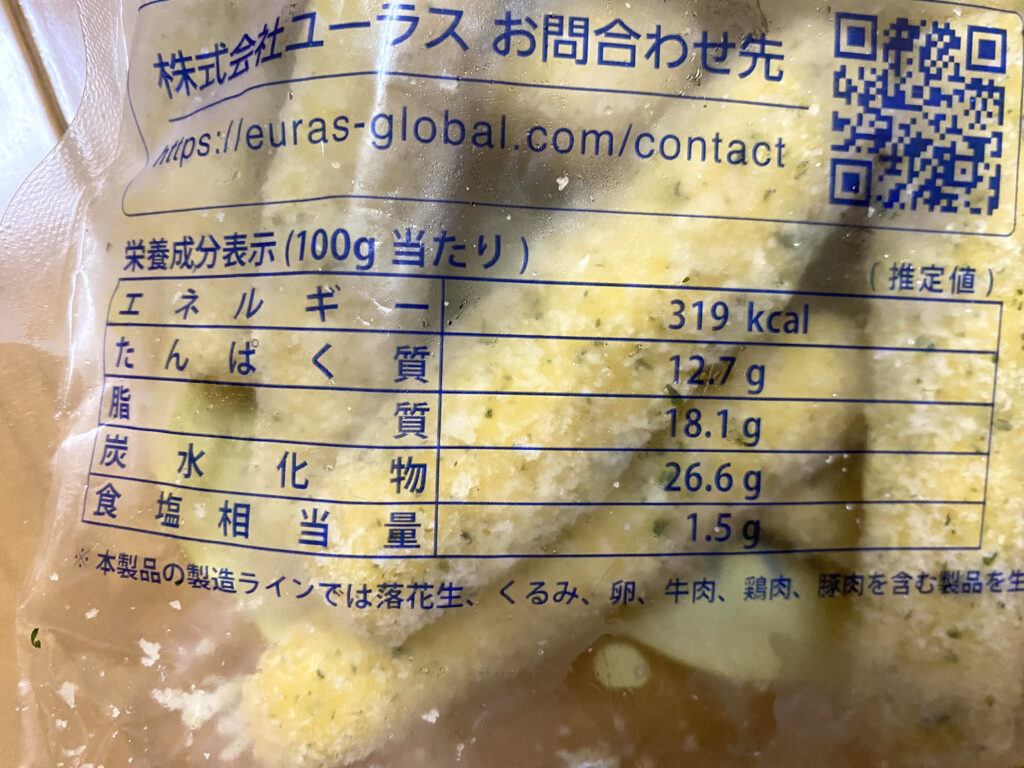 株式会社ユーラス お問合わせ先
https://euras-global.com/contact
栄養成分表示 (100g 当たり)
(推定値)
エネルギー 319 kcal
たんぱく質 12.7 g
脂質 18.1 g
炭水化物 26.6 g
食塩相当量 1.5 g
※ 本製品の製造ラインでは落花生、くるみ、卵、牛肉、鶏肉、豚肉を含む製品を生